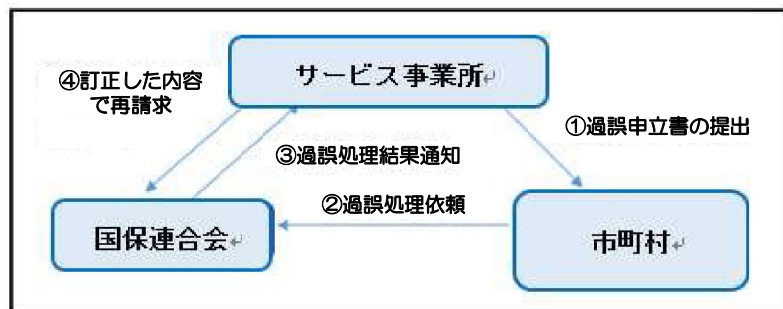 サービス事業所
④訂正した内容
で再請求
①過誤申立書の提出
③過誤処理結果通知
②過誤処理依頼
国保連合会
市町村